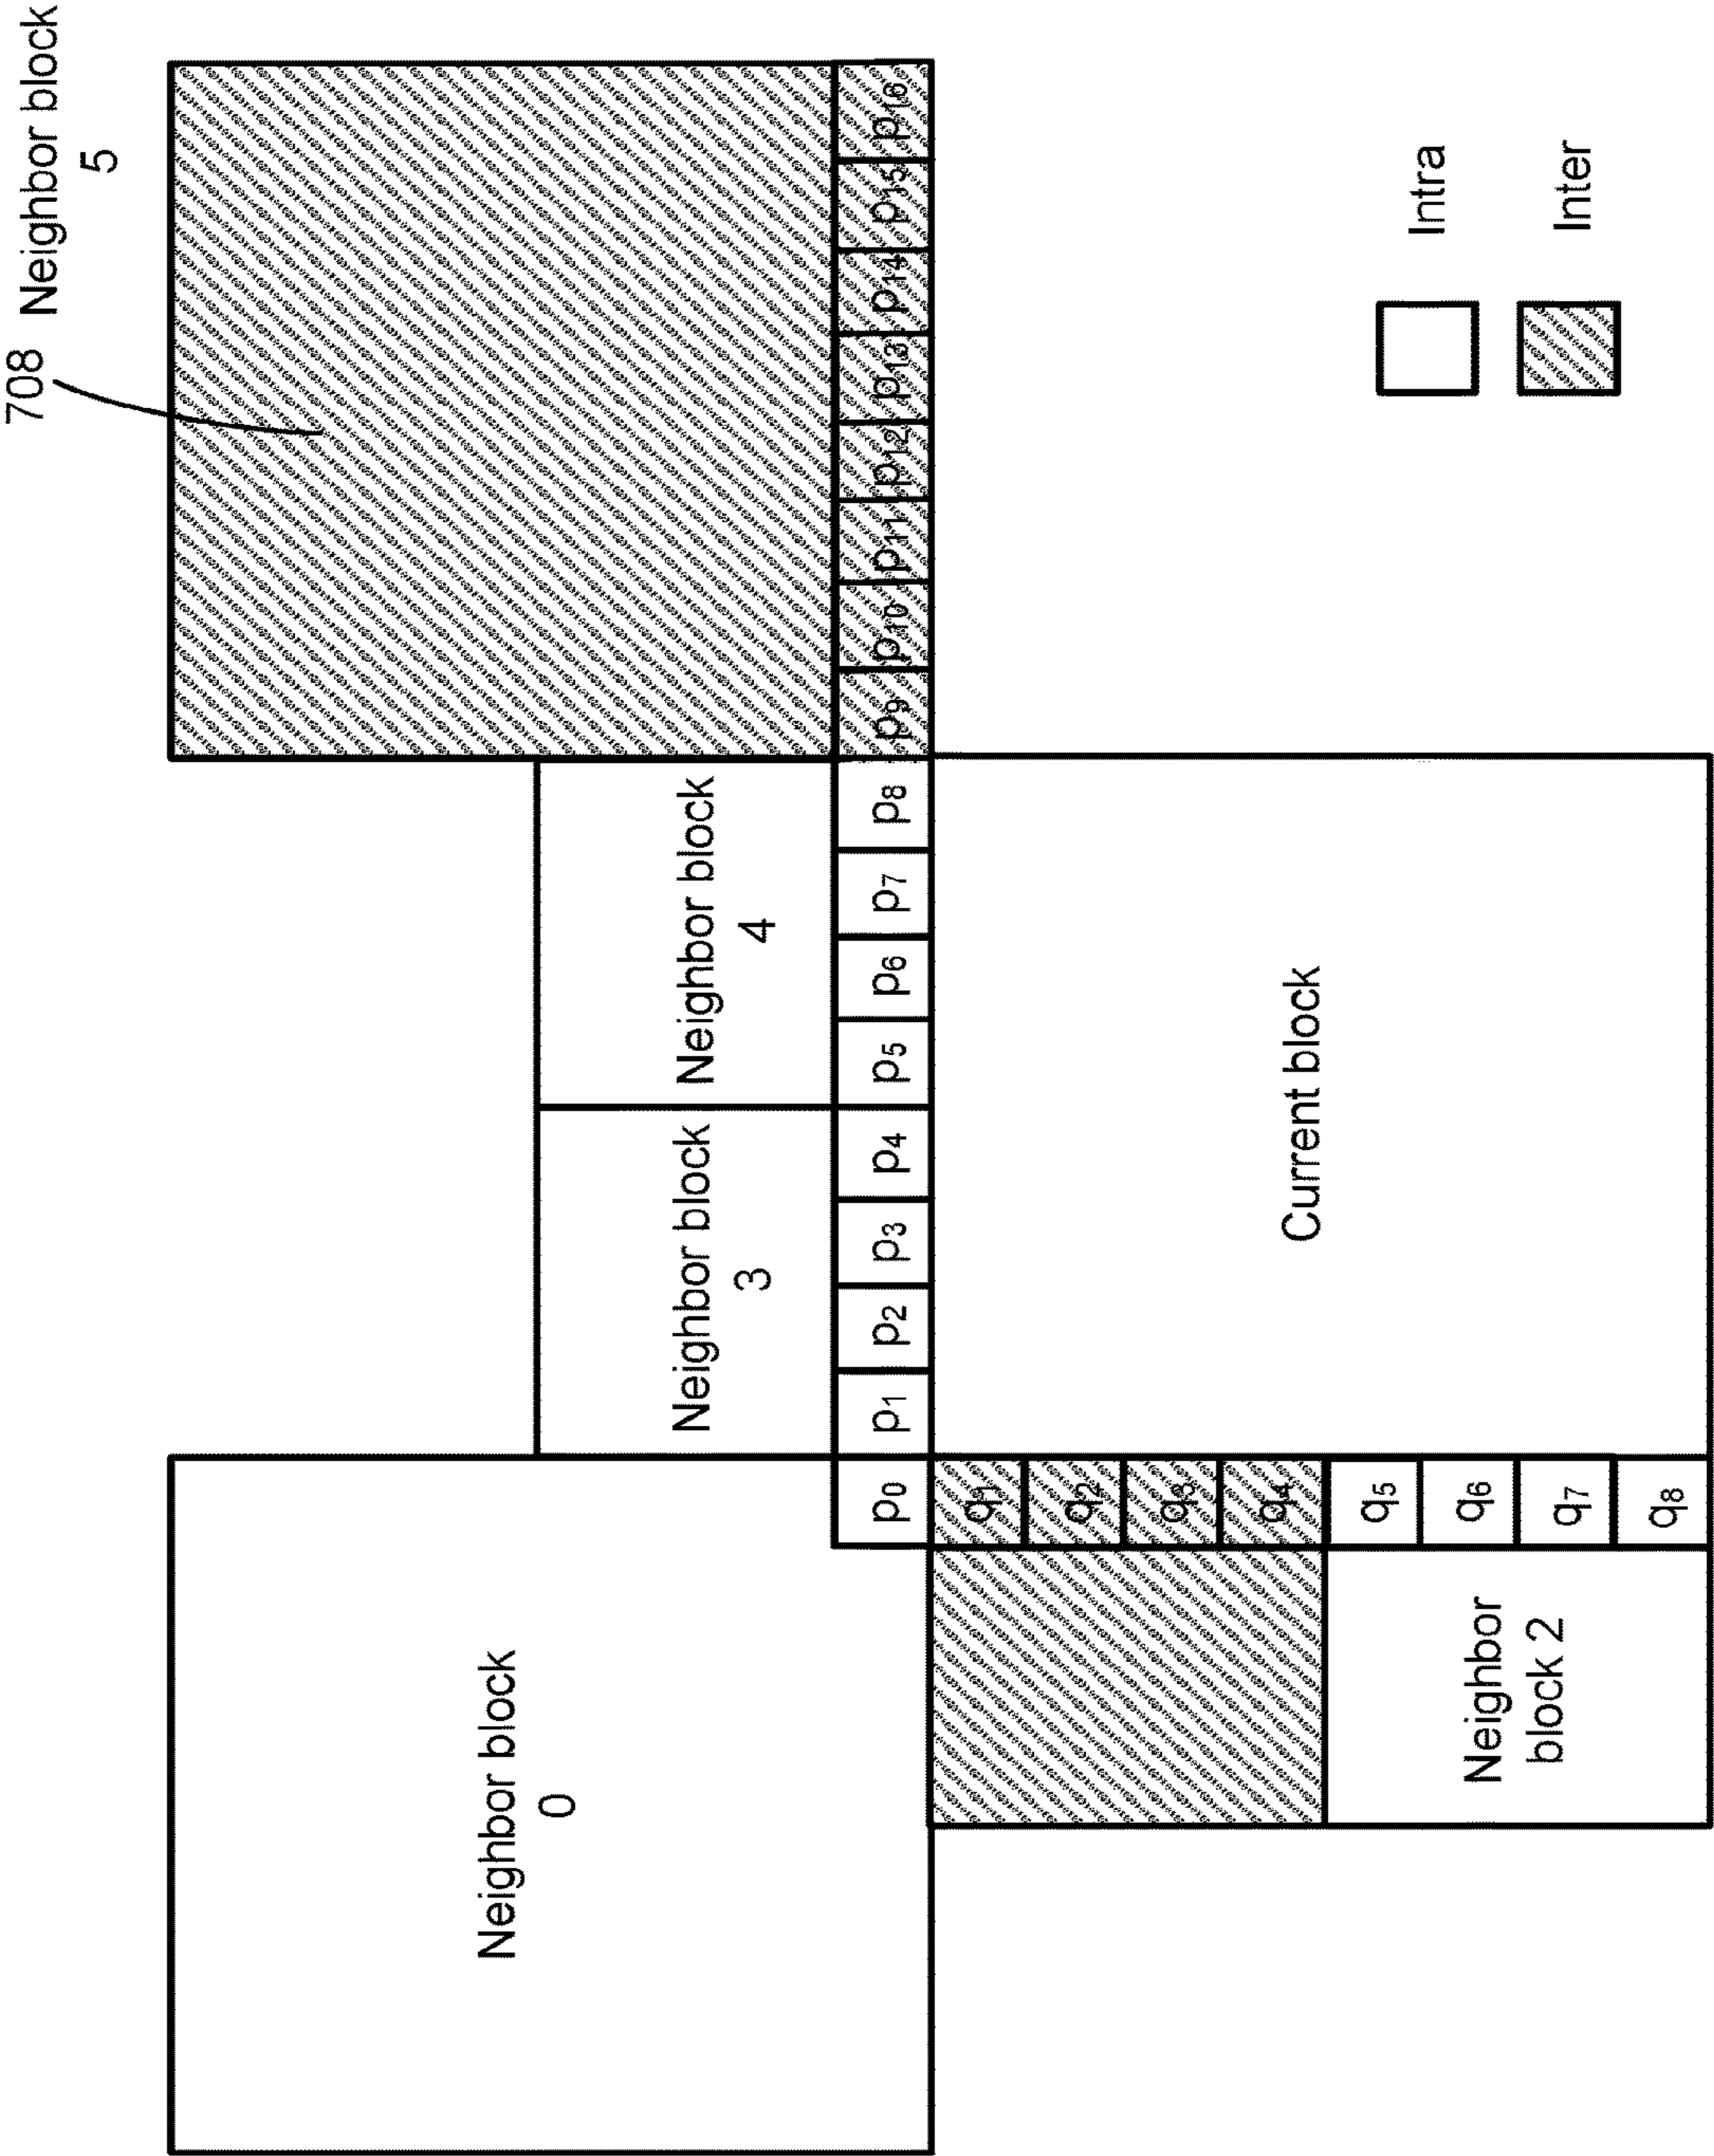 708
Neighbor block
5
Neighbor block
0
Neighbor block
3
Neighbor block
4
p₀ p₁ p₂ p₃ p₄ p₅ p₆ p₇ p₈ p₉ p₁₀ p₁₁ p₁₂ p₁₃ p₁₄ p₁₅ p₁₆
q₁
q₂
q₃
q₄
q₅
q₆
q₇
q₈
Neighbor
block 2
Current block
Intra
Inter